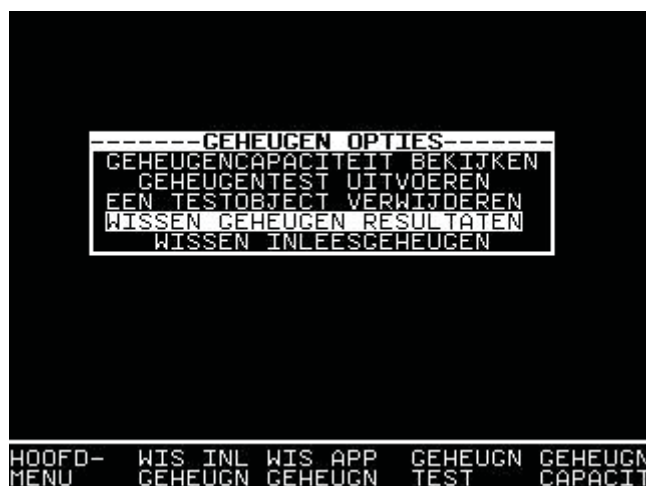 -------GEHEUGEN OPTIES-------
GEHEUGENCAPACITEIT BEKIJKEN
GEHEUGENTEST UITVOEREN
EEN TESTOBJECT VERWIJDEREN
WISSEN GEHEUGEN RESULTATEN
WISSEN INLEESGEHEUGEN
HOOFD- WIS INL WIS APP GEHEUGN GEHEUGN
MENU GEHEUGN GEHEUGN TEST CAPACIT